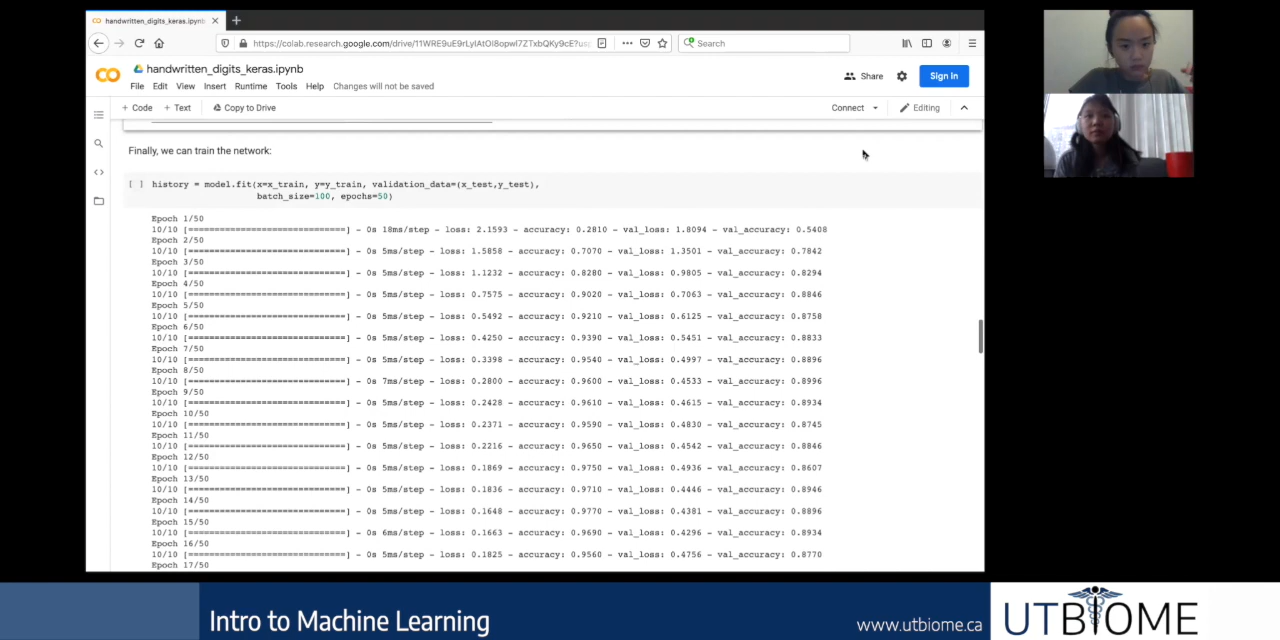 handwritten_digits_keras.ipynb
https://colab.research.google.com/drive/11WRE9uE9rLyIAtOI8opwI7ZTxbQKy9cE?us
Search
handwritten_digits_keras.ipynb
Share
Sign in
File Edit View Insert Runtime Tools Help Changes will not be saved
+ Code + Text Copy to Drive
Connect
Editing
Finally, we can train the network:
[ ] history = model.fit(x=x_train, y=y_train, validation_data=(x_test,y_test),
batch_size=100, epochs=50)
Epoch 1/50
10/10 [==============================] - 0s 18ms/step - loss: 2.1593 - accuracy: 0.2810 - val_loss: 1.8094 - val_accuracy: 0.5408
Epoch 2/50
10/10 [==============================] - 0s 5ms/step - loss: 1.5858 - accuracy: 0.7070 - val_loss: 1.3501 - val_accuracy: 0.7842
Epoch 3/50
10/10 [==============================] - 0s 5ms/step - loss: 1.1232 - accuracy: 0.8280 - val_loss: 0.9805 - val_accuracy: 0.8294
Epoch 4/50
10/10 [==============================] - 0s 5ms/step - loss: 0.7575 - accuracy: 0.9020 - val_loss: 0.7063 - val_accuracy: 0.8846
Epoch 5/50
10/10 [==============================] - 0s 5ms/step - loss: 0.5492 - accuracy: 0.9210 - val_loss: 0.6125 - val_accuracy: 0.8758
Epoch 6/50
10/10 [==============================] - 0s 5ms/step - loss: 0.4250 - accuracy: 0.9390 - val_loss: 0.5451 - val_accuracy: 0.8833
Epoch 7/50
10/10 [==============================] - 0s 5ms/step - loss: 0.3398 - accuracy: 0.9540 - val_loss: 0.4997 - val_accuracy: 0.8896
Epoch 8/50
10/10 [==============================] - 0s 7ms/step - loss: 0.2800 - accuracy: 0.9600 - val_loss: 0.4533 - val_accuracy: 0.8996
Epoch 9/50
10/10 [==============================] - 0s 5ms/step - loss: 0.2428 - accuracy: 0.9610 - val_loss: 0.4615 - val_accuracy: 0.8934
Epoch 10/50
10/10 [==============================] - 0s 5ms/step - loss: 0.2371 - accuracy: 0.9590 - val_loss: 0.4830 - val_accuracy: 0.8745
Epoch 11/50
10/10 [==============================] - 0s 5ms/step - loss: 0.2216 - accuracy: 0.9650 - val_loss: 0.4542 - val_accuracy: 0.8846
Epoch 12/50
10/10 [==============================] - 0s 5ms/step - loss: 0.1869 - accuracy: 0.9750 - val_loss: 0.4936 - val_accuracy: 0.8607
Epoch 13/50
10/10 [==============================] - 0s 5ms/step - loss: 0.1836 - accuracy: 0.9710 - val_loss: 0.4446 - val_accuracy: 0.8946
Epoch 14/50
10/10 [==============================] - 0s 5ms/step - loss: 0.1648 - accuracy: 0.9770 - val_loss: 0.4381 - val_accuracy: 0.8896
Epoch 15/50
10/10 [==============================] - 0s 6ms/step - loss: 0.1663 - accuracy: 0.9690 - val_loss: 0.4296 - val_accuracy: 0.8934
Epoch 16/50
10/10 [==============================] - 0s 5ms/step - loss: 0.1825 - accuracy: 0.9560 - val_loss: 0.4756 - val_accuracy: 0.8770
Epoch 17/50
Intro to Machine Learning
www.utbiome.ca
UTBIOME